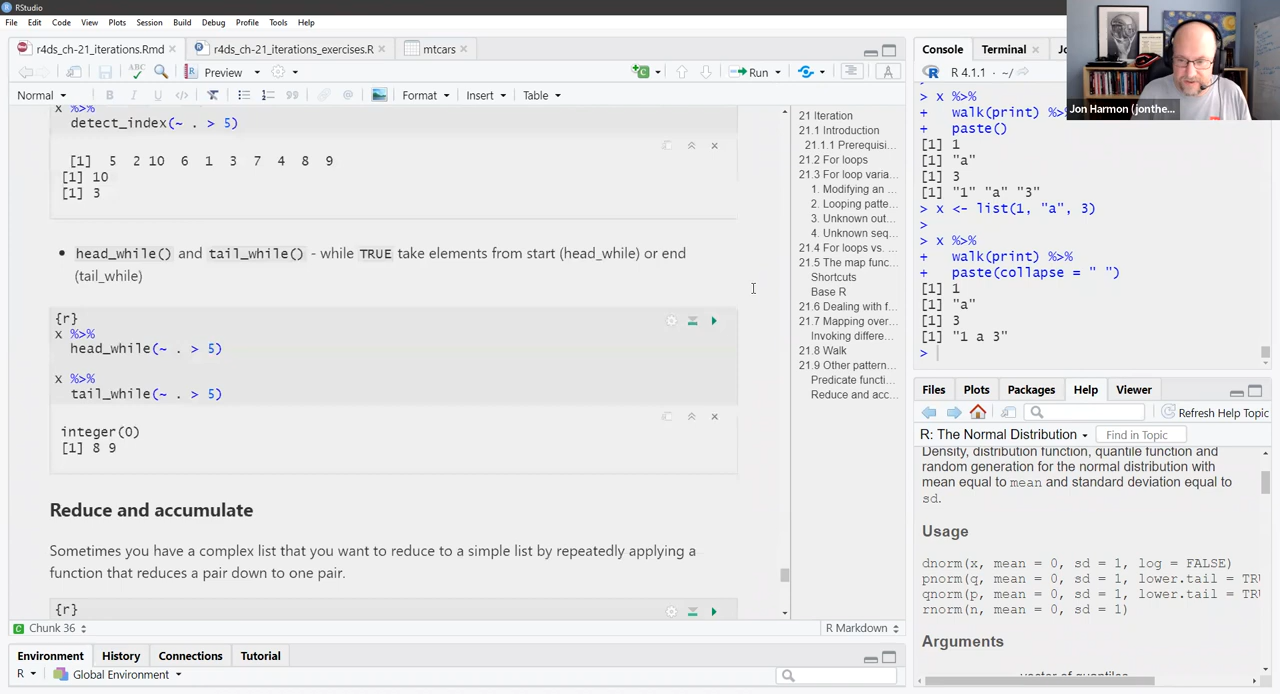 RStudio
File Edit Code View Plots Session Build Debug Profile Tools Help
r4ds_ch-21_iterations.Rmd r4ds_ch-21_iterations_exercises.R mtcars
ABC Preview Run
Normal B I U </> Format Insert Table
x %>%
detect_index(~ . > 5)
[1] 5 2 10 6 1 3 7 4 8 9
[1] 10
[1] 3
• head_while() and tail_while() - while TRUE take elements from start (head_while) or end
(tail_while)
{r}
x %>%
head_while(~ . > 5)
x %>%
tail_while(~ . > 5)
integer(0)
[1] 8 9
Reduce and accumulate
Sometimes you have a complex list that you want to reduce to a simple list by repeatedly applying a
function that reduces a pair down to one pair.
{r}
Chunk 36 R Markdown
21 Iteration
21.1 Introduction
21.1.1 Prerequisi...
21.2 For loops
21.3 For loop varia...
1. Modifying an ...
2. Looping patte...
3. Unknown out...
4. Unknown seq...
21.4 For loops vs. ...
21.5 The map func...
Shortcuts
Base R
21.6 Dealing with f...
21.7 Mapping over...
Invoking differe...
21.8 Walk
21.9 Other pattern...
Predicate functi...
Reduce and acc...
Environment History Connections Tutorial
R Global Environment
Console Terminal Jo
R 4.1.1 · ~/
Jon Harmon (jonthe...
> x %>%
+ walk(print) %>%
+ paste()
[1] 1
[1] "a"
[1] 3
[1] "1" "a" "3"
> x <- list(1, "a", 3)
>
> x %>%
+ walk(print) %>%
+ paste(collapse = " ")
[1] 1
[1] "a"
[1] 3
[1] "1 a 3"
>
Files Plots Packages Help Viewer
Refresh Help Topic
R: The Normal Distribution Find in Topic
Density, distribution function, quantile function and
random generation for the normal distribution with
mean equal to mean and standard deviation equal to
sd.
Usage
dnorm(x, mean = 0, sd = 1, log = FALSE)
pnorm(q, mean = 0, sd = 1, lower.tail = TR
qnorm(p, mean = 0, sd = 1, lower.tail = TR
rnorm(n, mean = 0, sd = 1)
Arguments
vector of quantiles